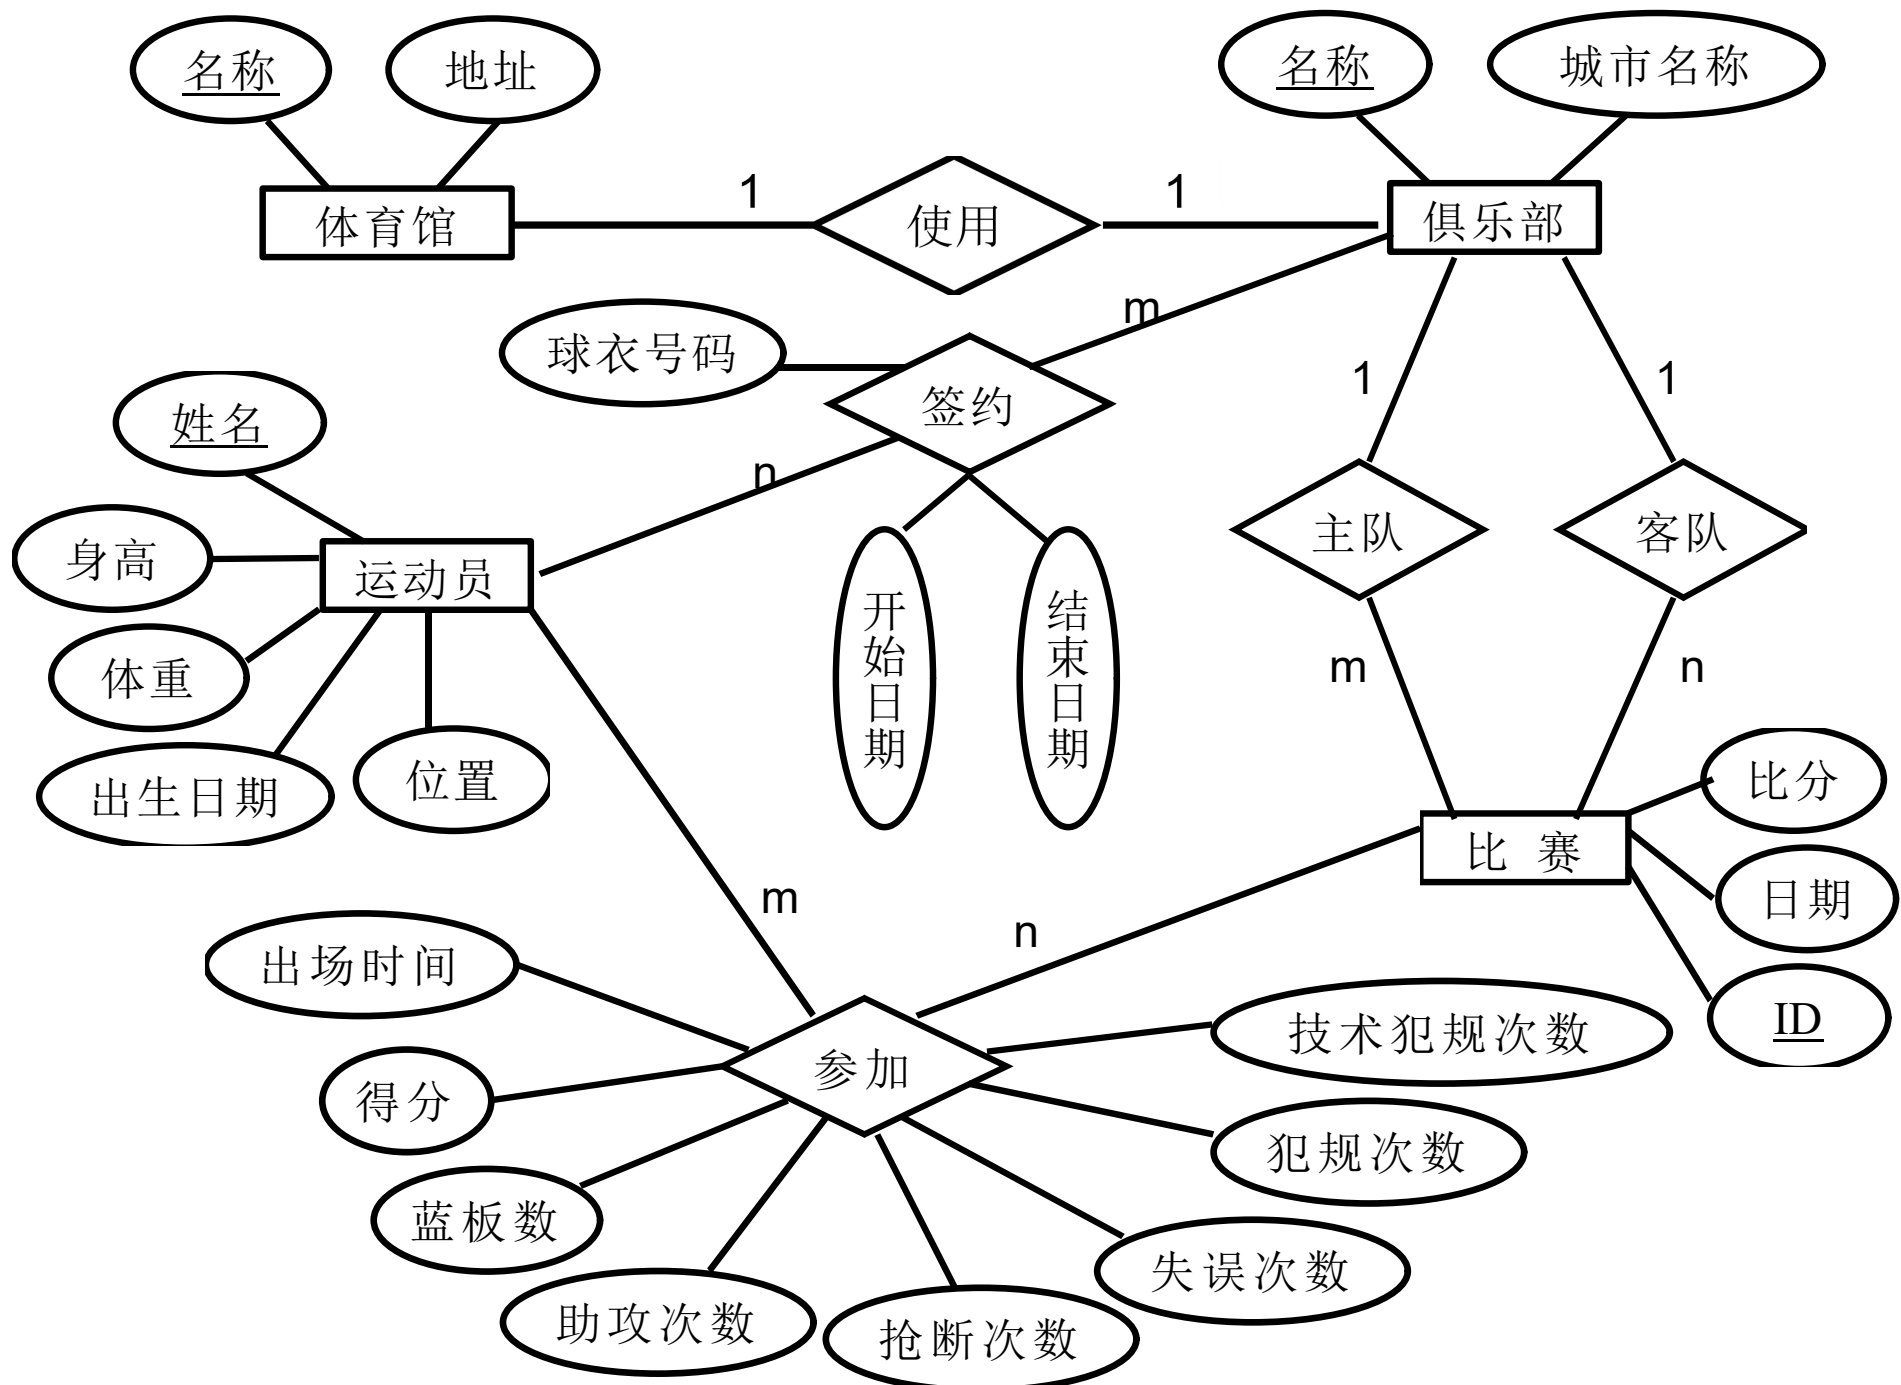 名称
地址
名称
城市名称
体育馆
1
使用
1
俱乐部
球衣号码
m
签约
1
1
姓名
n
主队
客队
身高
运动员
开始日期
结束日期
体重
m
n
出生日期
位置
比分
比 赛
日期
m
n
出场时间
ID
技术犯规次数
参加
得分
犯规次数
蓝板数
失误次数
助攻次数
抢断次数